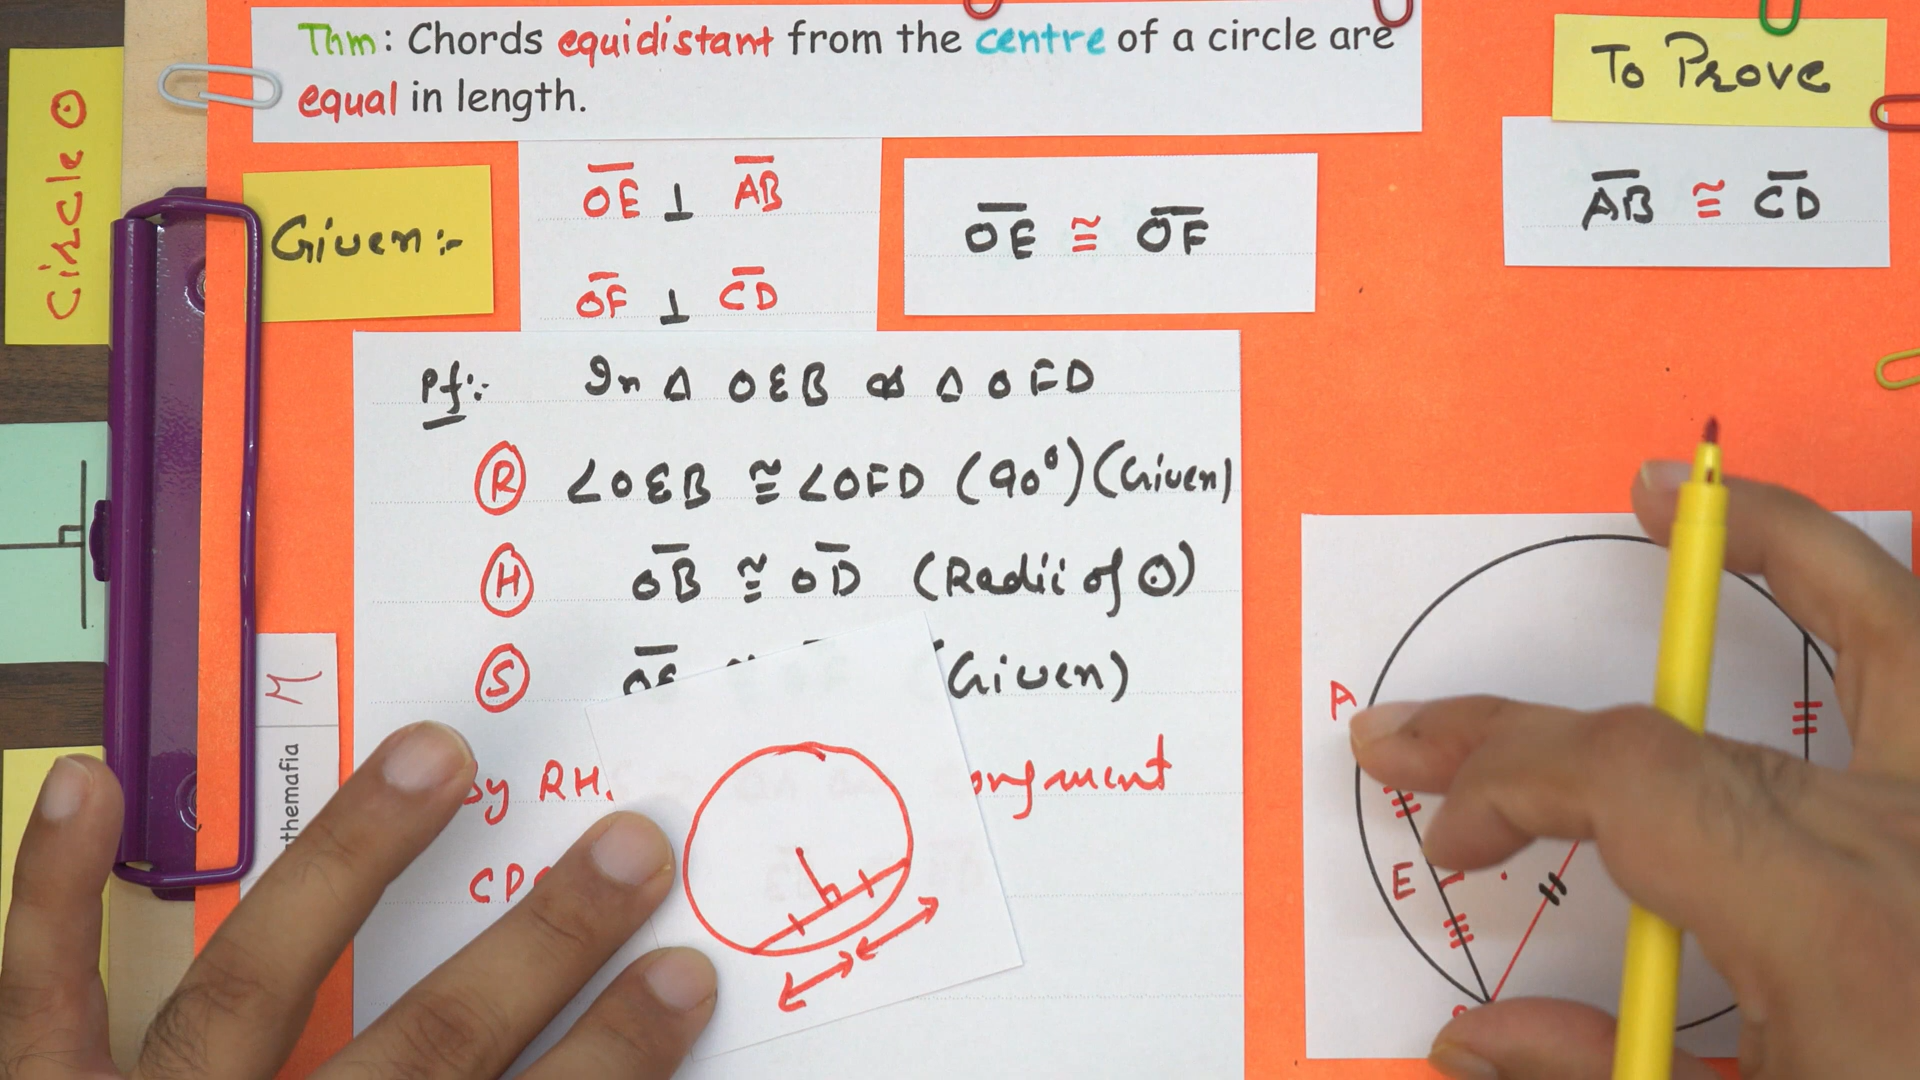 Thm: Chords equidistant from the centre of a circle are
equal in length.
To Prove
AB ≅ CD
Circle ⊙
Given:-
OE ⊥ AB
OF ⊥ CD
OE ≅ OF
Pf:- In Δ OEB & Δ OFD
R ∠OEB ≅ ∠OFD (90°) (Given)
H OB ≅ OD (Radii of ⊙)
S (Given)
By RH
CP
M
A
E